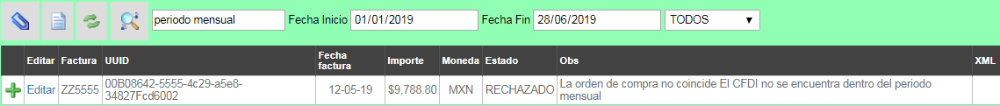 periodo mensual Fecha Inicio 01/01/2019 Fecha Fin 28/06/2019 TODOS
Editar Factura UUID Fecha factura Importe Moneda Estado Obs XML
Editar ZZ5555 00B08642-5555-4c29-a5e8-34827Fcd6002 12-05-19 $9,788.80 MXN RECHAZADO La orden de compra no coincide El CFDI no se encuentra dentro del periodo mensual